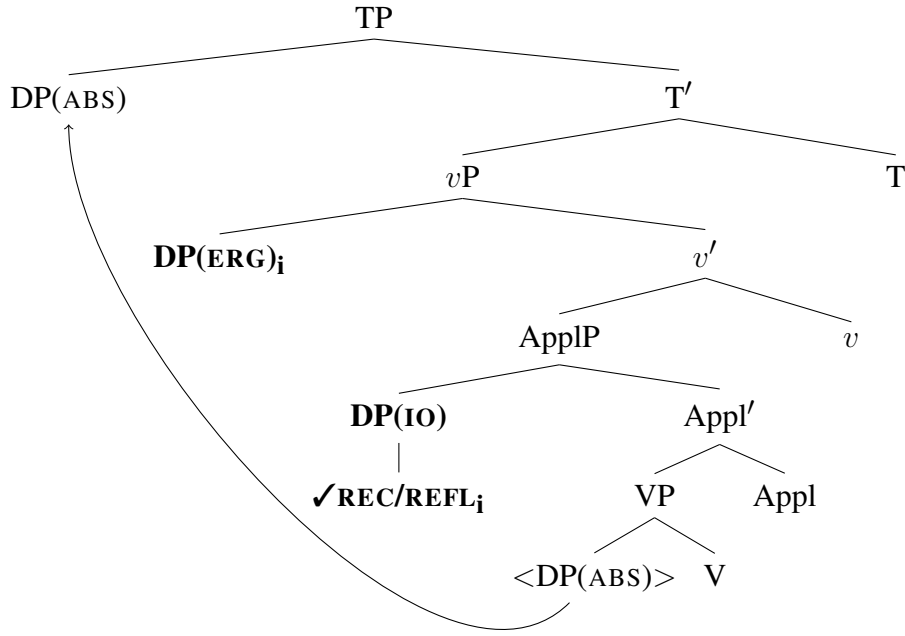 TP
DP(ABS) T′
vP T
DP(ERG)i v′
ApplP v
DP(IO) Appl′
✓REC/REFLi VP Appl
<DP(ABS)> V